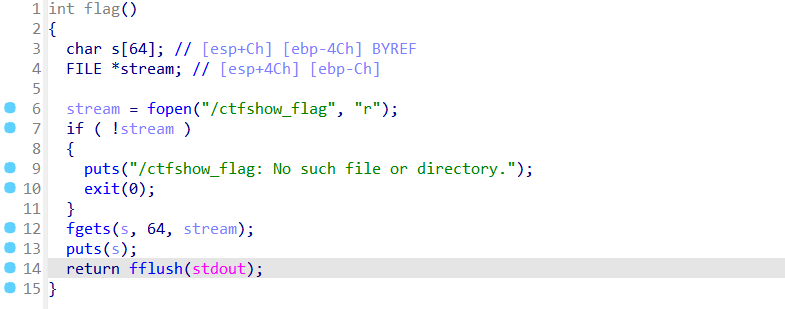 1 int flag()
2 {
3   char s[64]; // [esp+Ch] [ebp-4Ch] BYREF
4   FILE *stream; // [esp+4Ch] [ebp-Ch]
5
6   stream = fopen("/ctfshow_flag", "r");
7   if ( !stream )
8   {
9     puts("/ctfshow_flag: No such file or directory.");
10     exit(0);
11   }
12   fgets(s, 64, stream);
13   puts(s);
14   return fflush(stdout);
15 }